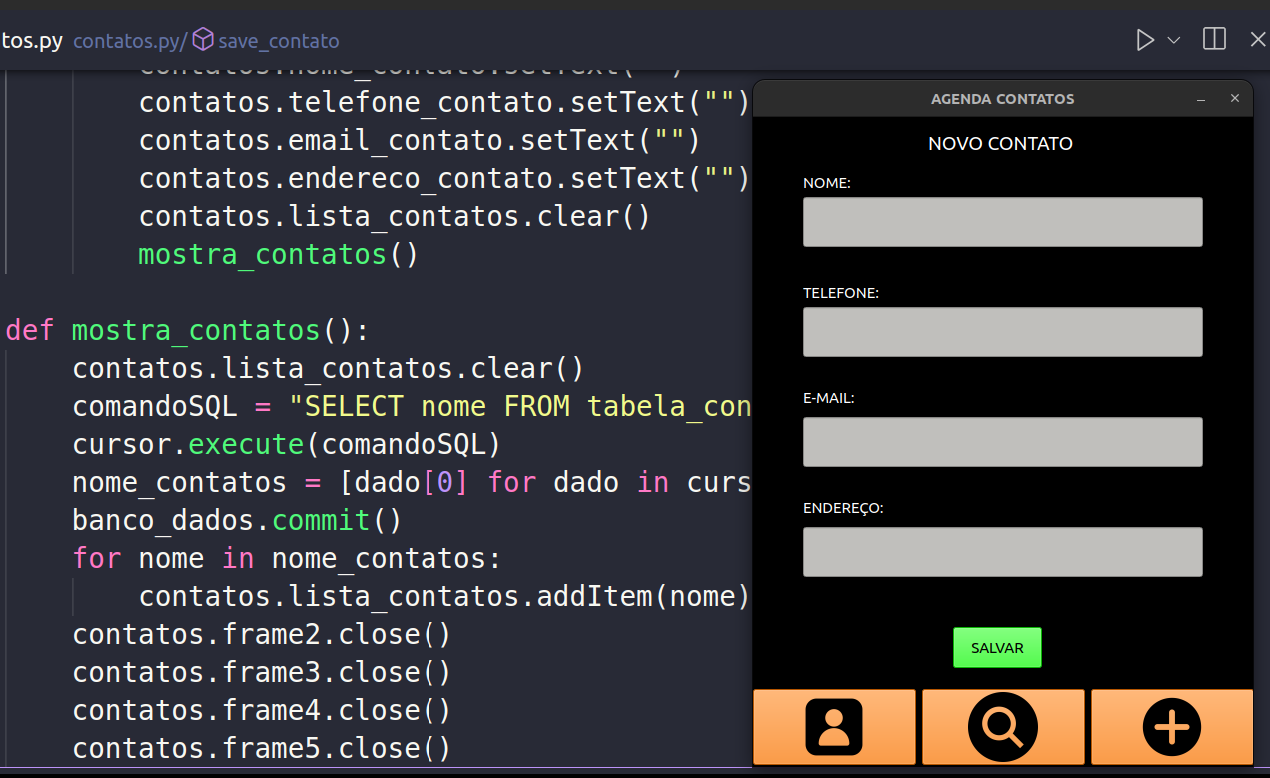 tos.py contatos.py/ save_contato
contatos.nome_contato.setText("")
contatos.telefone_contato.setText("")
contatos.email_contato.setText("")
contatos.endereco_contato.setText("")
contatos.lista_contatos.clear()
mostra_contatos()
def mostra_contatos():
contatos.lista_contatos.clear()
comandoSQL = "SELECT nome FROM tabela_con
cursor.execute(comandoSQL)
nome_contatos = [dado[0] for dado in curs
banco_dados.commit()
for nome in nome_contatos:
contatos.lista_contatos.addItem(nome)
contatos.frame2.close()
contatos.frame3.close()
contatos.frame4.close()
contatos.frame5.close()
AGENDA CONTATOS
NOVO CONTATO
NOME:
TELEFONE:
E-MAIL:
ENDEREÇO:
SALVAR